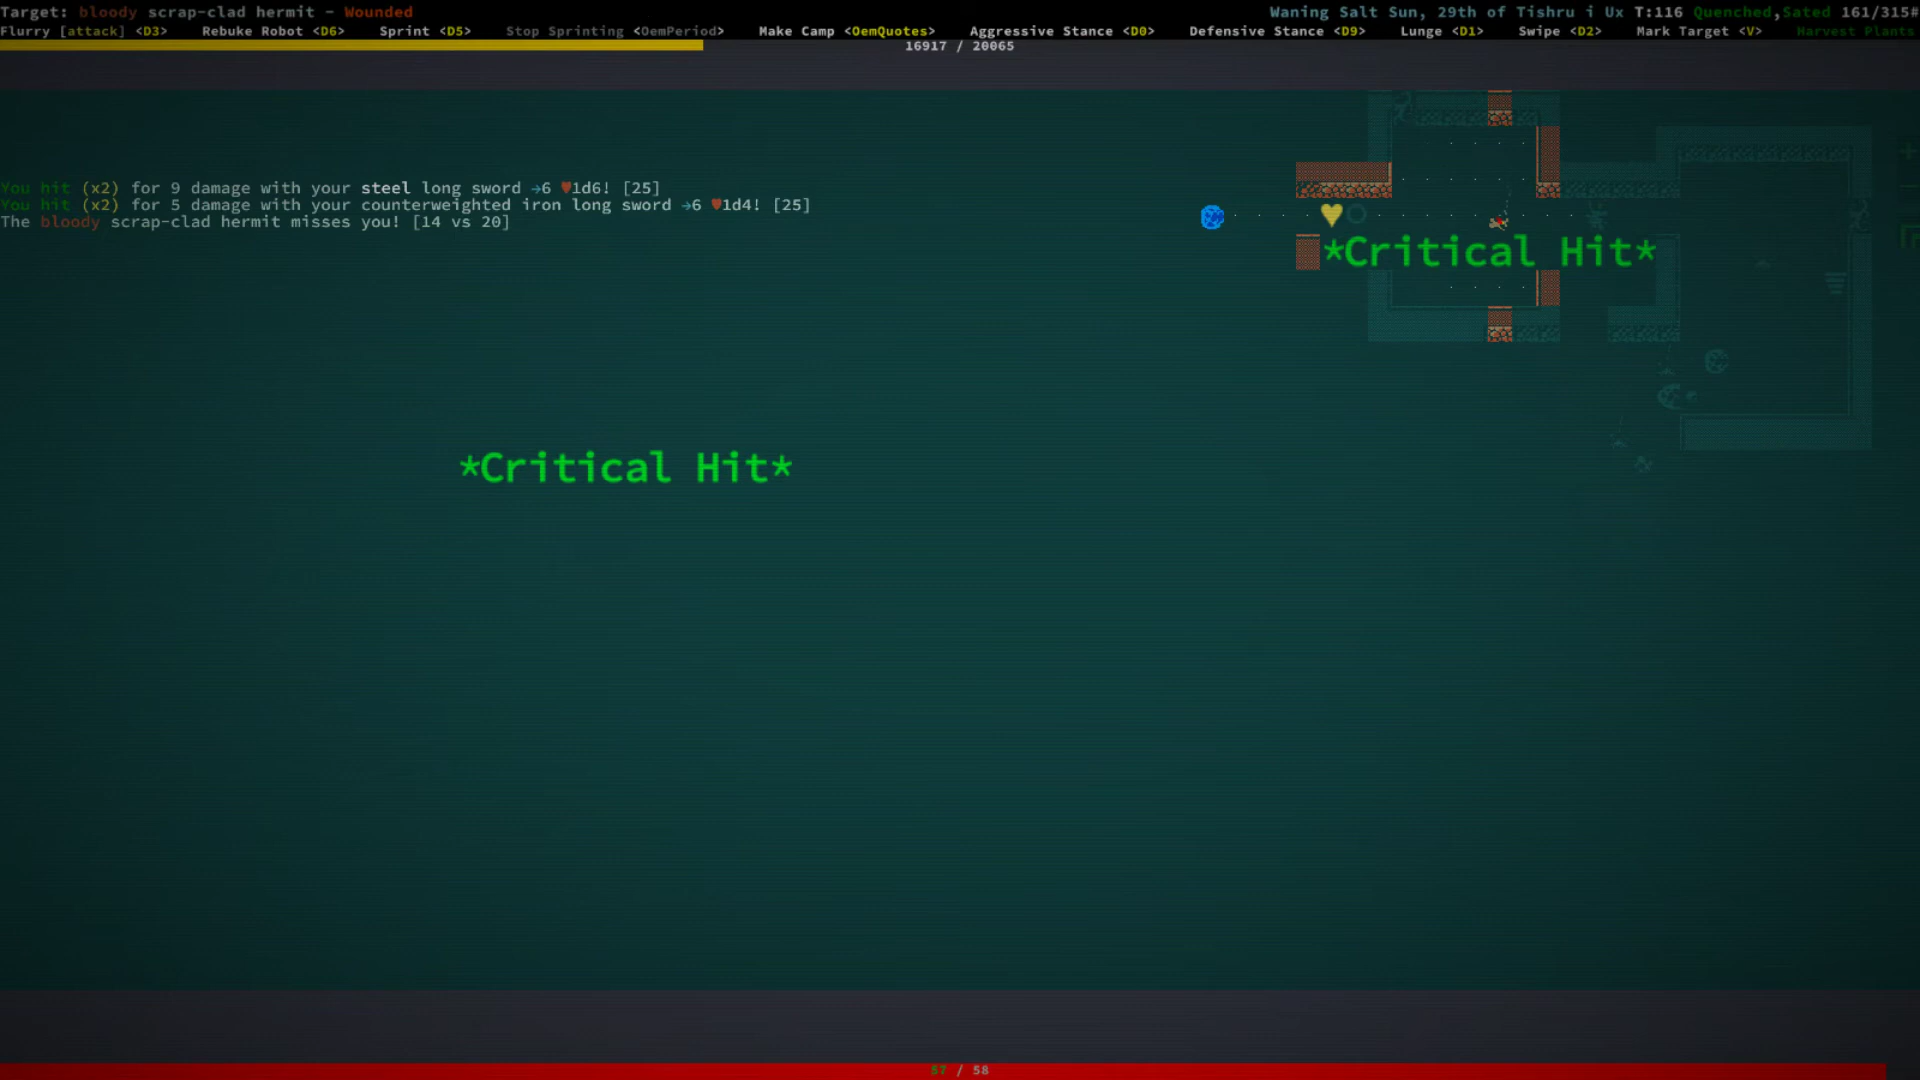 Target: bloody scrap-clad hermit - Wounded
Waning Salt Sun, 29th of Tishru i Ux T:116 Quenched,Sated 161/315#
Flurry [attack] <D3> Rebuke Robot <D6> Sprint <D5> Stop Sprinting <OemPeriod> Make Camp <OemQuotes> Aggressive Stance <D0> Defensive Stance <D9> Lunge <D1> Swipe <D2> Mark Target <V> Harvest Plants
16917 / 20065
You hit (x2) for 9 damage with your steel long sword →6 ♥1d6! [25]
You hit (x2) for 5 damage with your counterweighted iron long sword →6 ♥1d4! [25]
The bloody scrap-clad hermit misses you! [14 vs 20]
*Critical Hit*
*Critical Hit*
57 / 58